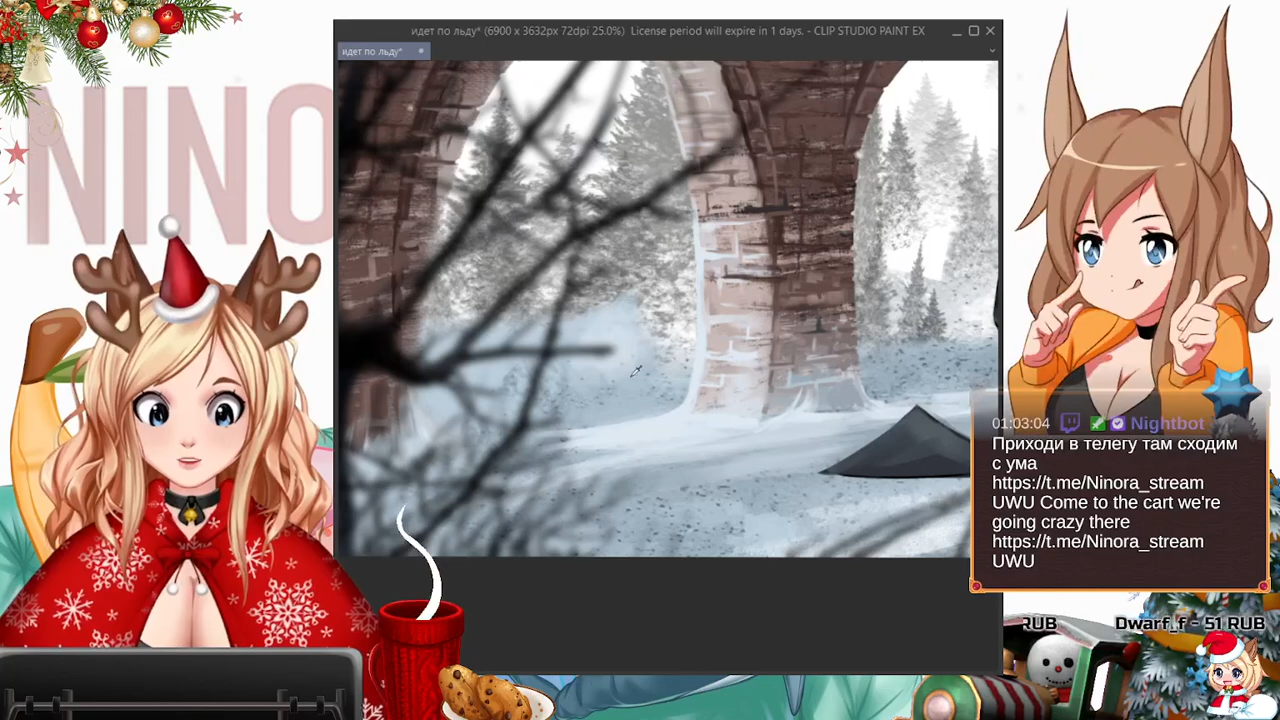 NINO
идет по льду* (6900 x 3632px 72dpi 25.0%) License period will expire in 1 days. - CLIP STUDIO PAINT EX
идет по льду*
01:03:04 Nightbot
Приходи в телегу там сходим
с ума
https://t.me/Ninora_stream
UWU Come to the cart we're
going crazy there
https://t.me/Ninora_stream
UWU
RUB
Dwarf_f - 51 RUB